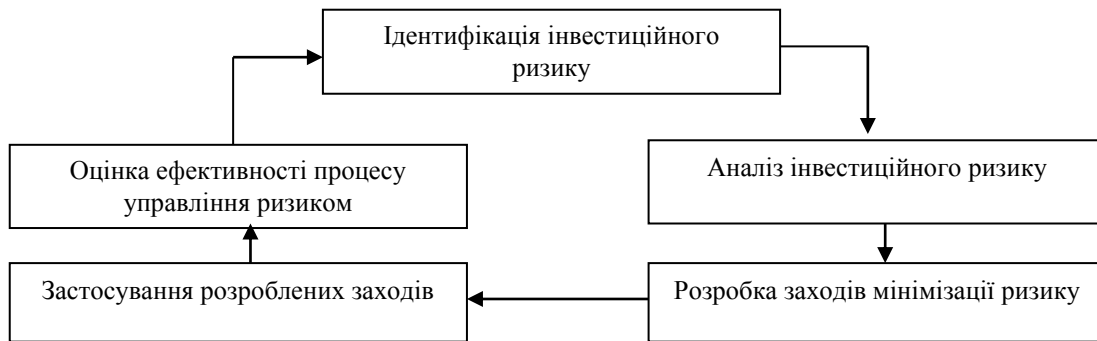 Ідентифікація інвестиційного
ризику
Оцінка ефективності процесу
управління ризиком
Аналіз інвестиційного ризику
Застосування розроблених заходів
Розробка заходів мінімізації ризику